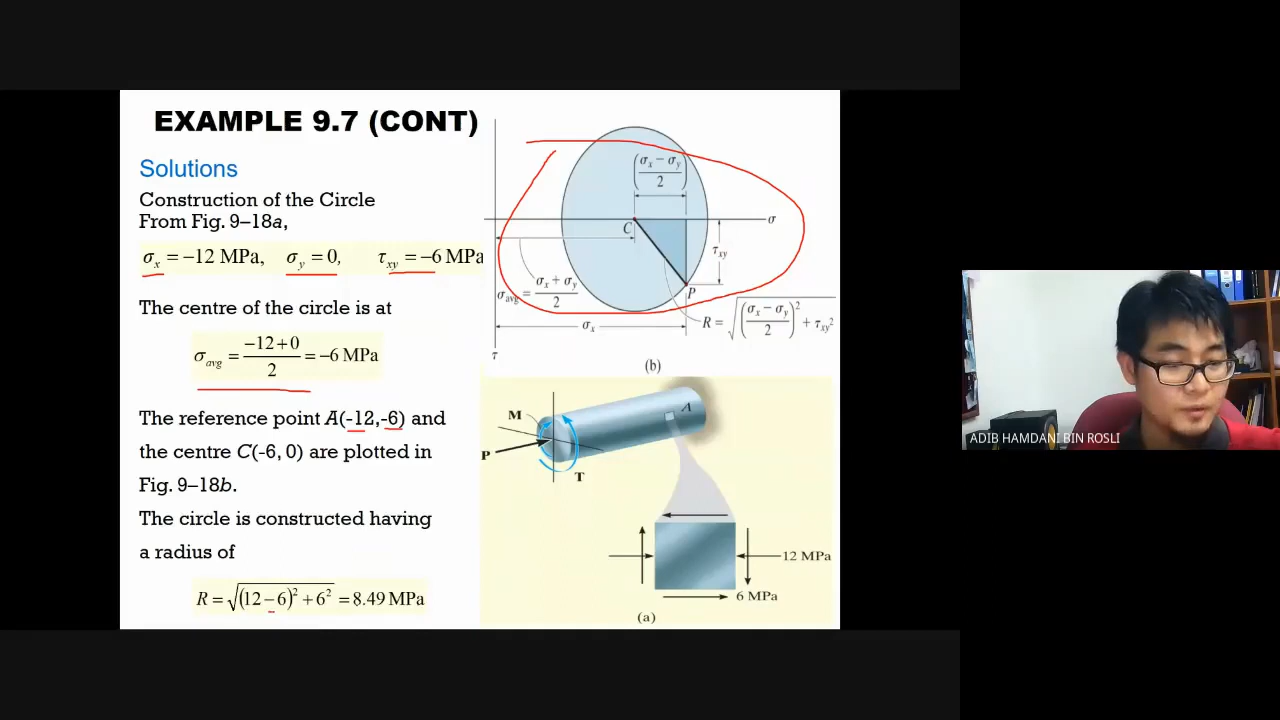 EXAMPLE 9.7 (CONT)
Solutions
Construction of the Circle
From Fig. 9–18a,
σx = −12 MPa, σy = 0, τxy = −6 MPa
The centre of the circle is at
σavg = (−12 + 0)/2 = −6 MPa
The reference point A(-12,-6) and
the centre C(-6, 0) are plotted in
Fig. 9–18b.
The circle is constructed having
a radius of
R = √((12 − 6)² + 6²) = 8.49 MPa
(σx − σy)/2
σ
C
τxy
σavg = (σx + σy)/2
P
R = √(((σx − σy)/2)² + τxy²)
σx
τ
(b)
M
A
P
T
12 MPa
6 MPa
(a)
ADIB HAMDANI BIN ROSLI